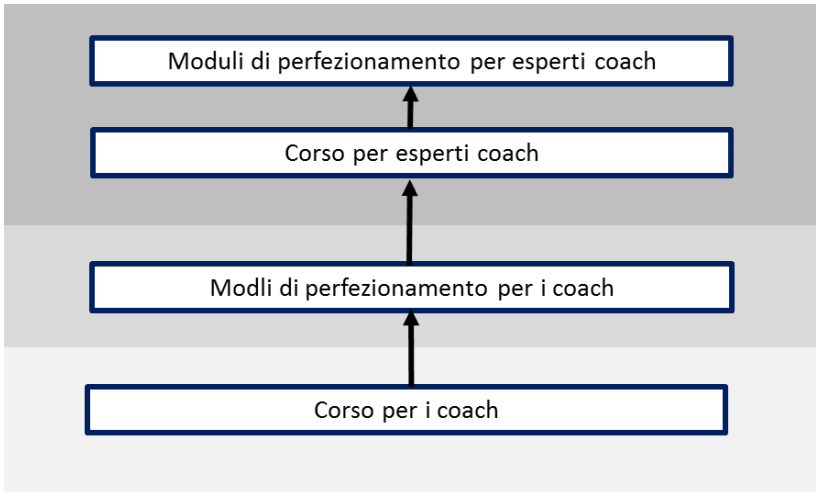 Moduli di perfezionamento per esperti coach
Corso per esperti coach
Modli di perfezionamento per i coach
Corso per i coach